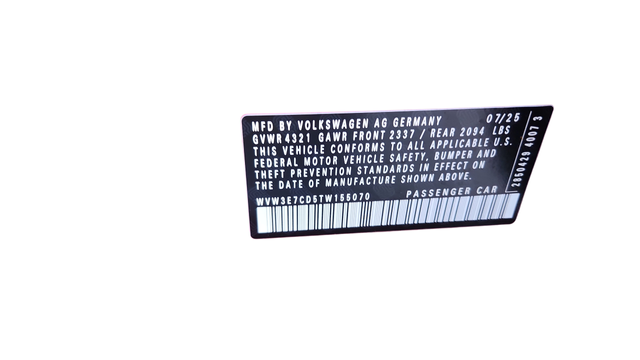 MFD BY VOLKSWAGEN AG GERMANY 07/25
GVWR 4321 GAWR FRONT 2337 / REAR 2094 LBS
THIS VEHICLE CONFORMS TO ALL APPLICABLE U.S.
FEDERAL MOTOR VEHICLE SAFETY, BUMPER AND
THEFT PREVENTION STANDARDS IN EFFECT ON
THE DATE OF MANUFACTURE SHOWN ABOVE.
WVW3E7CD5TW155070 PASSENGER CAR
2850429 4007 3